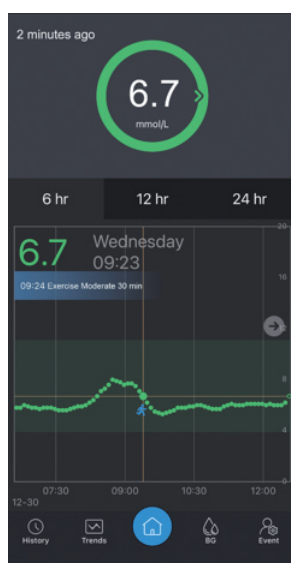 2 minutes ago
6.7
mmol/L
6 hr 12 hr 24 hr
20
6.7 Wednesday
09:23
09:24 Exercise Moderate 30 min
16
8
4
07:30 09:00 10:30 12:00
12-30
History Trends BG Event